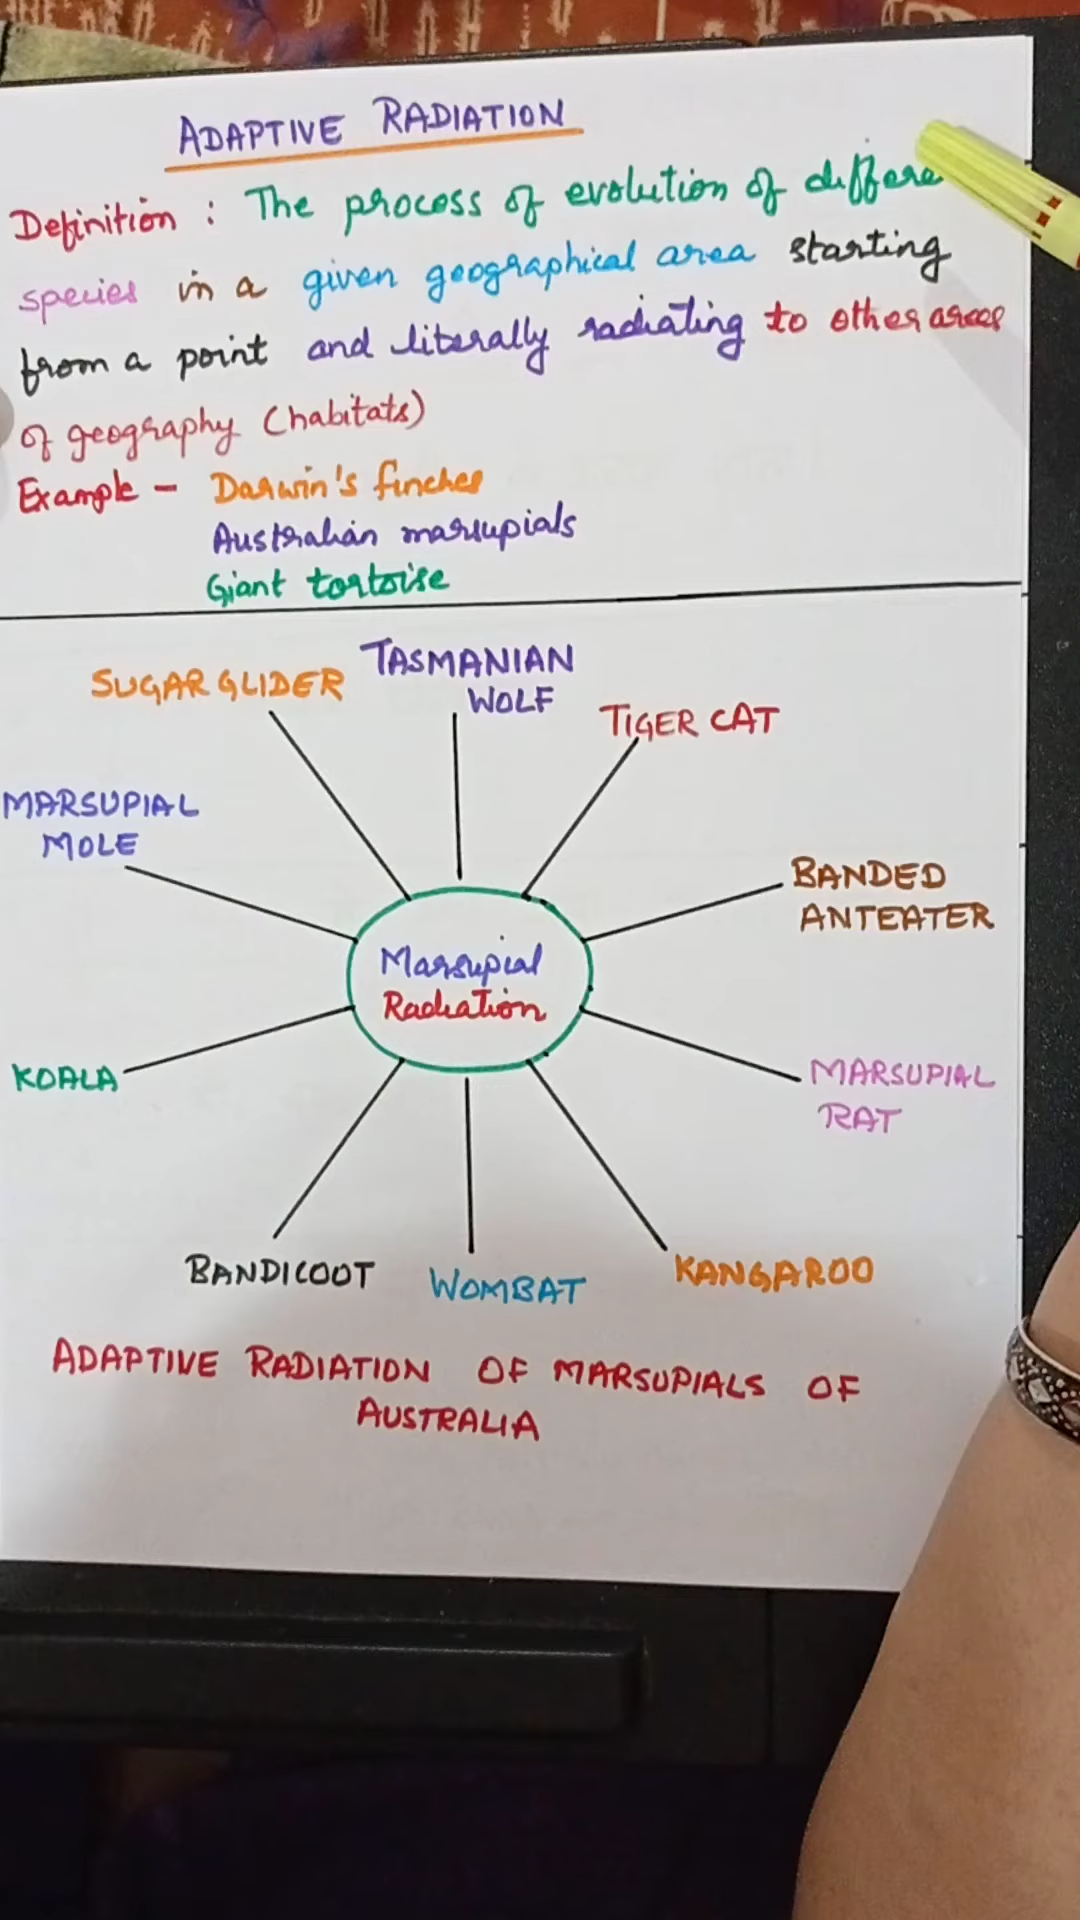 ADAPTIVE RADIATION
Definition : The process of evolution of differe
species in a given geographical area starting
from a point and literally radiating to other areas
of geography (habitats)
Example - Darwin's finches
Australian marsupials
Giant tortoise
SUGAR GLIDER
TASMANIAN
WOLF
TIGER CAT
MARSUPIAL
MOLE
BANDED
ANTEATER
Marsupial
Radiation
KOALA
MARSUPIAL
RAT
BANDICOOT
WOMBAT
KANGAROO
ADAPTIVE RADIATION OF MARSUPIALS OF
AUSTRALIA